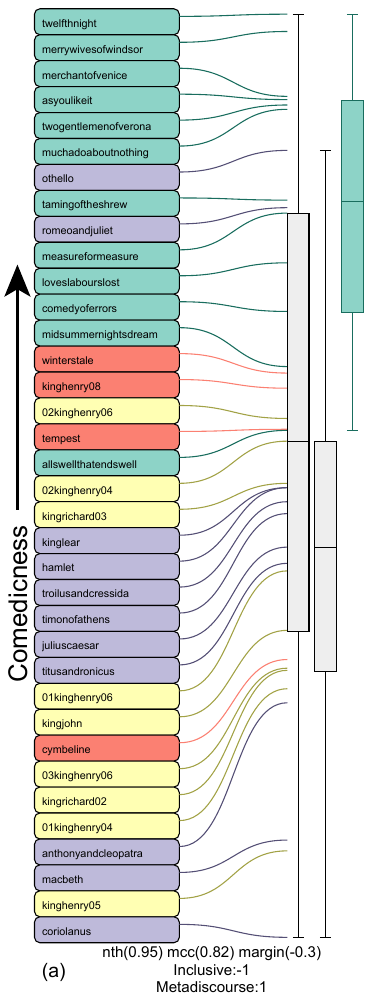 twelfthnight
merrywivesofwindsor
merchantofvenice
asyoulikeit
twogentlemenofverona
muchadoaboutnothing
othello
tamingoftheshrew
romeoandjuliet
measureformeasure
loveslabourslost
comedyoferrors
midsummernightsdream
winterstale
kinghenry08
02kinghenry06
tempest
allswellthatendswell
02kinghenry04
kingrichard03
kinglear
hamlet
troilusandcressida
timonofathens
juliuscaesar
titusandronicus
01kinghenry06
kingjohn
cymbeline
03kinghenry06
kingrichard02
01kinghenry04
anthonyandcleopatra
macbeth
kinghenry05
coriolanus
Comedicness
nth(0.95) mcc(0.82) margin(-0.3)
(a)
Inclusive:-1
Metadiscourse:1